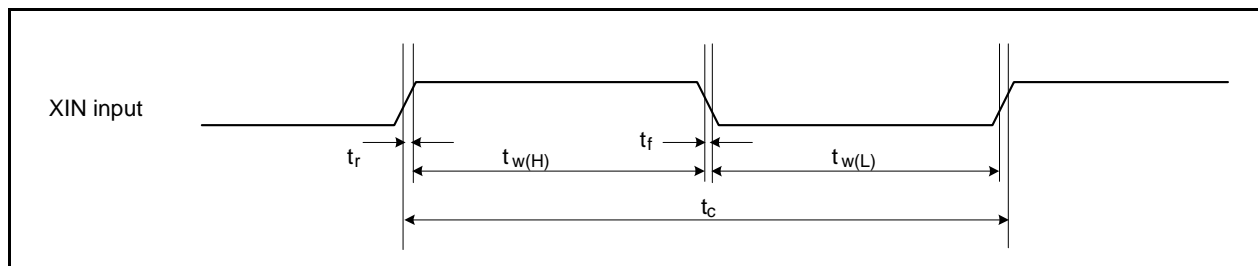 XIN input
tr
tw(H)
tf
tw(L)
tc